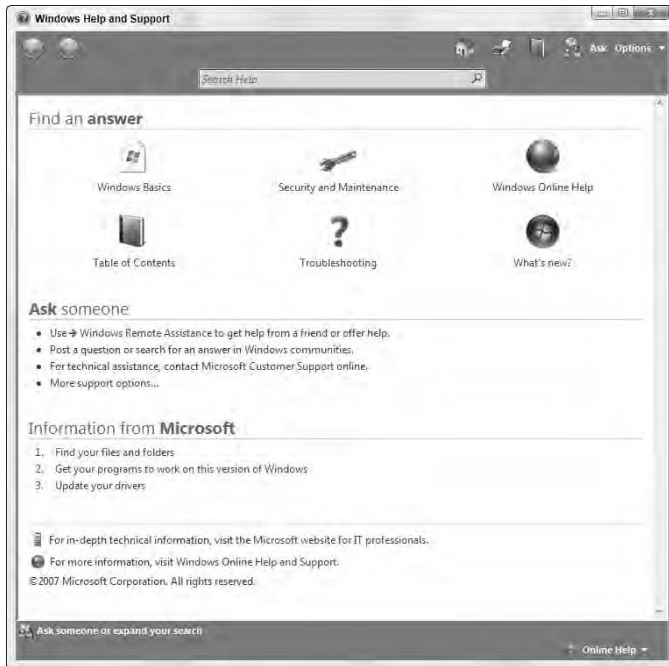 Windows Help and Support
Ask Options
Search Help
Find an answer
Windows Basics
Security and Maintenance
Windows Online Help
Table of Contents
Troubleshooting
What's new?
Ask someone
Use → Windows Remote Assistance to get help from a friend or offer help.
Post a question or search for an answer in Windows communities.
For technical assistance, contact Microsoft Customer Support online.
More support options...
Information from Microsoft
1. Find your files and folders
2. Get your programs to work on this version of Windows
3. Update your drivers
For in-depth technical information, visit the Microsoft website for IT professionals.
For more information, visit Windows Online Help and Support.
©2007 Microsoft Corporation. All rights reserved.
Ask someone or expand your search
Online Help